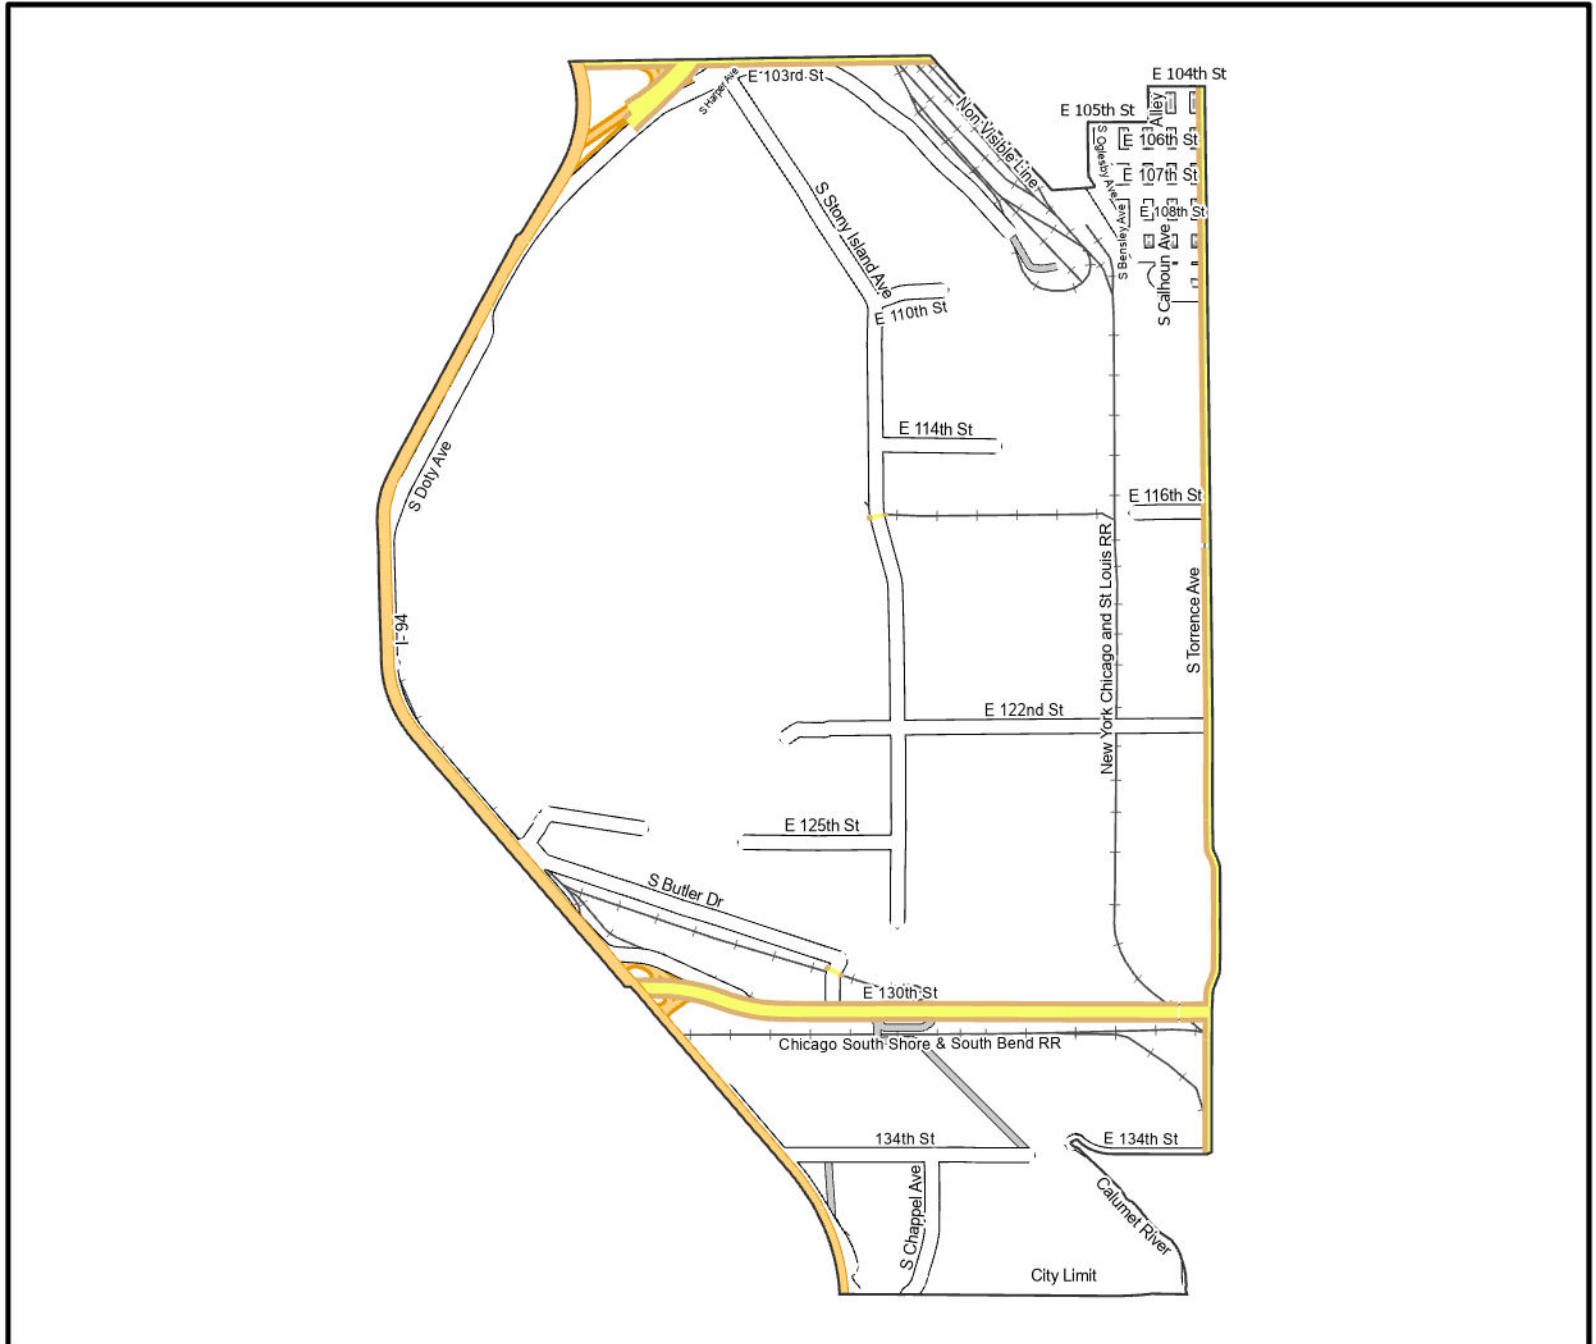 E 104th St
E 103rd St
S Harper Ave
Non-Visible Line
E 105th St
Alley
S Oglesby Ave
E 106th St
E 107th St
E 108th St
S Bensley Ave
S Calhoun Ave
S Stony Island Ave
E 110th St
E 114th St
S Doty Ave
E 116th St
New York Chicago and St Louis RR
S Torrence Ave
I-94
E 122nd St
E 125th St
S Butler Dr
E 130th St
Chicago South Shore & South Bend RR
134th St
E 134th St
S Chappel Ave
Calumet River
City Limit